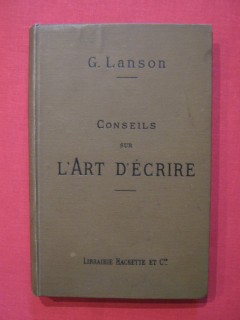 G. Lanson
Conseils
sur
L'Art d'Écrire
Librairie Hachette et Cie